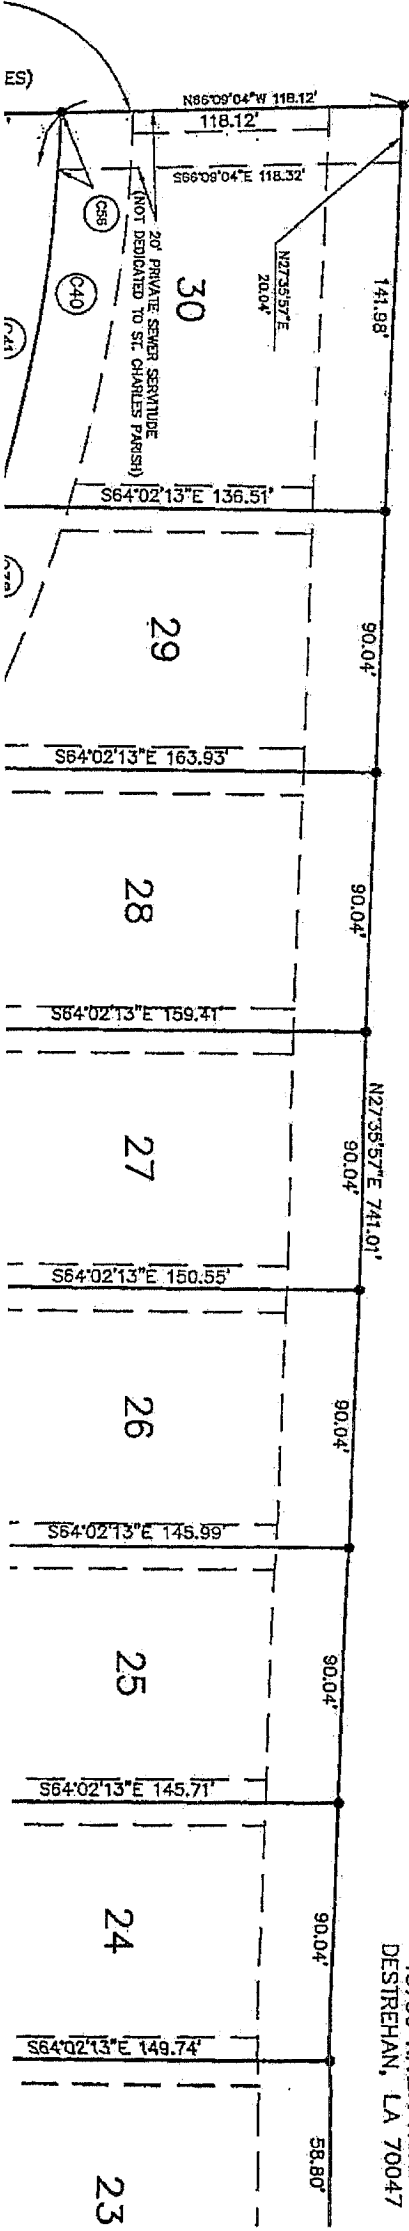 ES)
N86°09'04"W 118.12'
118.12'
S66°09'04"E 118.32'
N27°35'57"E
20.04'
141.98'
C56
C40
C41
30
20' PRIVATE SEWER SERVITUDE
(NOT DEDICATED TO ST. CHARLES PARISH)
S64°02'13"E 136.51'
29
90.04'
S64°02'13"E 163.93'
28
90.04'
S64°02'13"E 159.41'
27
N27°35'57"E 741.01'
90.04'
S64°02'13"E 150.55'
26
90.04'
S64°02'13"E 145.99'
25
90.04'
S64°02'13"E 145.71'
24
90.04'
S64°02'13"E 149.74'
23
58.80'
DESTREHAN, LA 70047